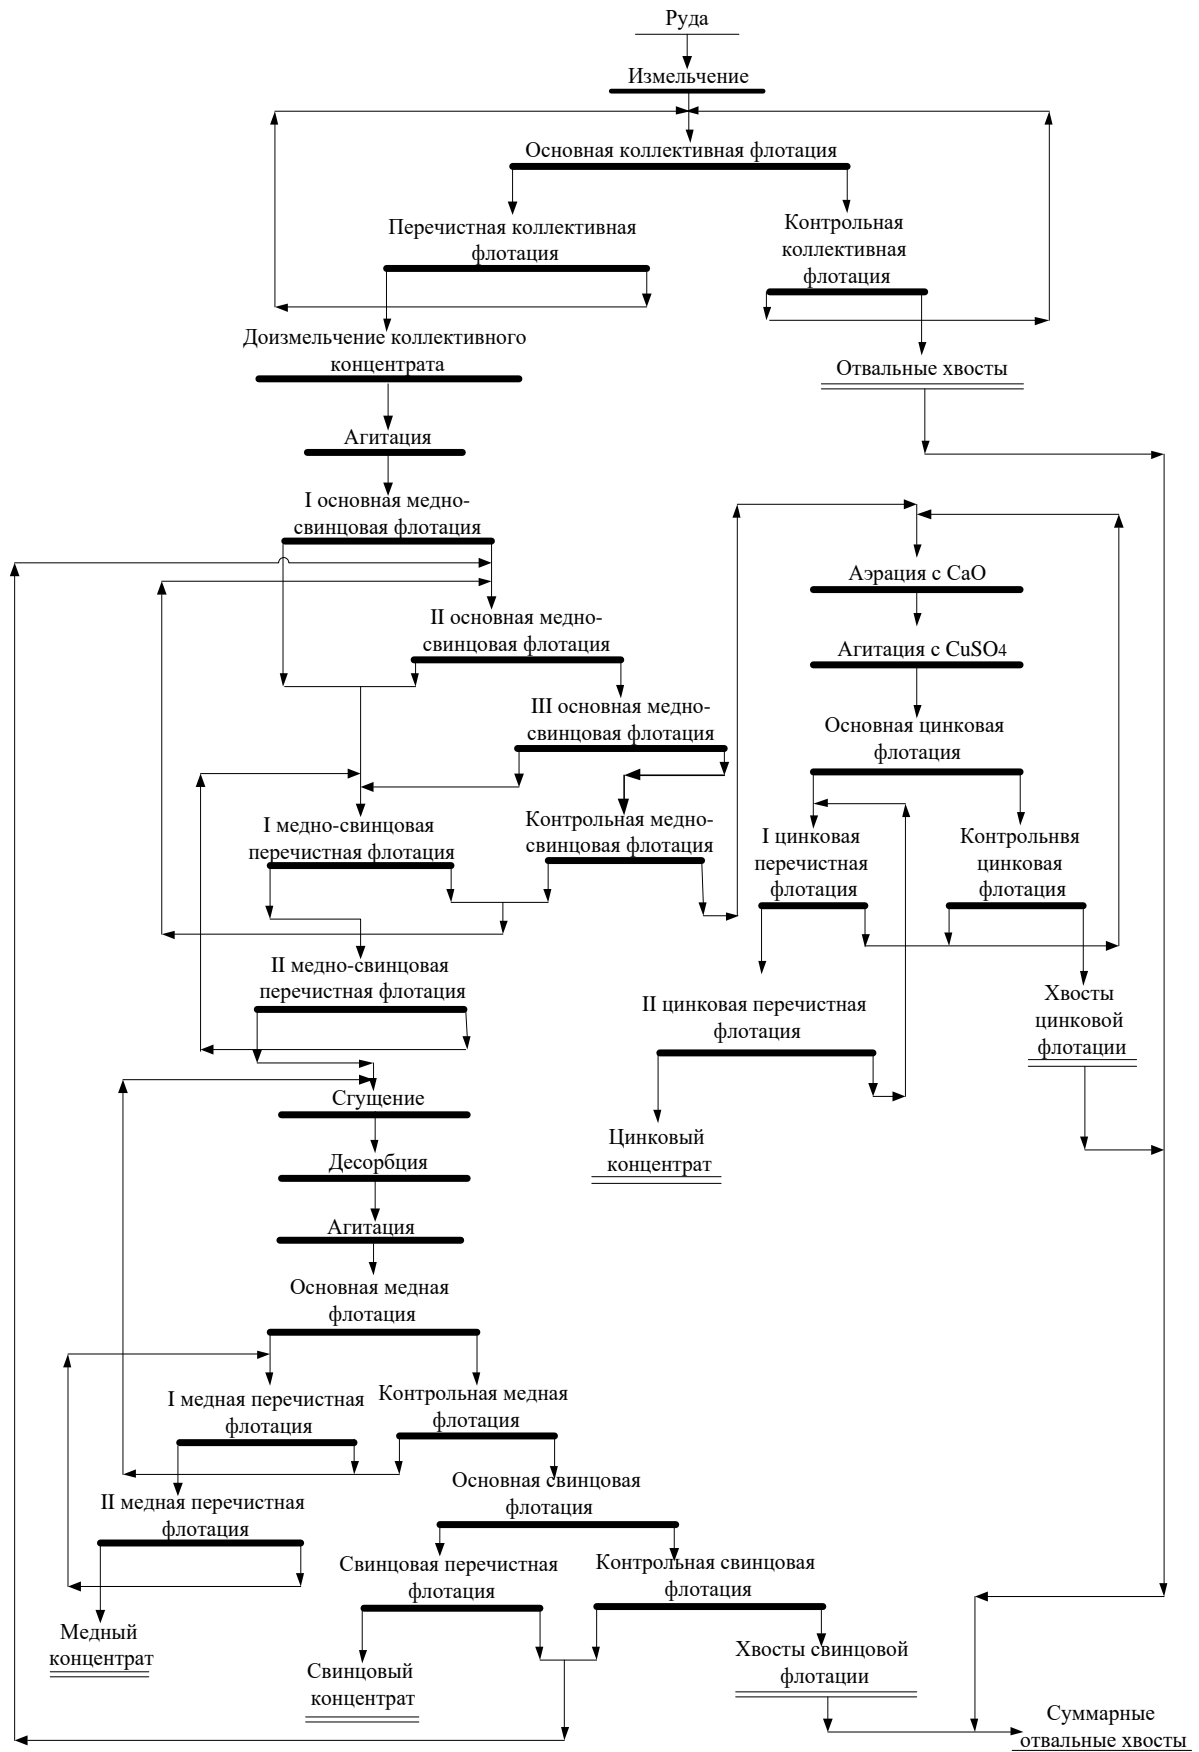 Руда
Измельчение
Основная коллективная флотация
Перечистная коллективная
флотация
Контрольная
коллективная
флотация
Доизмельчение коллективного
концентрата
Отвальные хвосты
Агитация
I основная медно-
свинцовая флотация
Аэрация с CaO
II основная медно-
свинцовая флотация
Агитация с CuSO4
III основная медно-
свинцовая флотация
Основная цинковая
флотация
I медно-свинцовая
перечистная флотация
Контрольная медно-
свинцовая флотация
I цинковая
перечистная
флотация
Контрольнвя
цинковая
флотация
II медно-свинцовая
перечистная флотация
II цинковая перечистная
флотация
Хвосты
цинковой
флотации
Сгущение
Цинковый
концентрат
Десорбция
Агитация
Основная медная
флотация
I медная перечистная
флотация
Контрольная медная
флотация
II медная перечистная
флотация
Основная свинцовая
флотация
Свинцовая перечистная
флотация
Контрольная свинцовая
флотация
Медный
концентрат
Свинцовый
концентрат
Хвосты свинцовой
флотации
Суммарные
отвальные хвосты